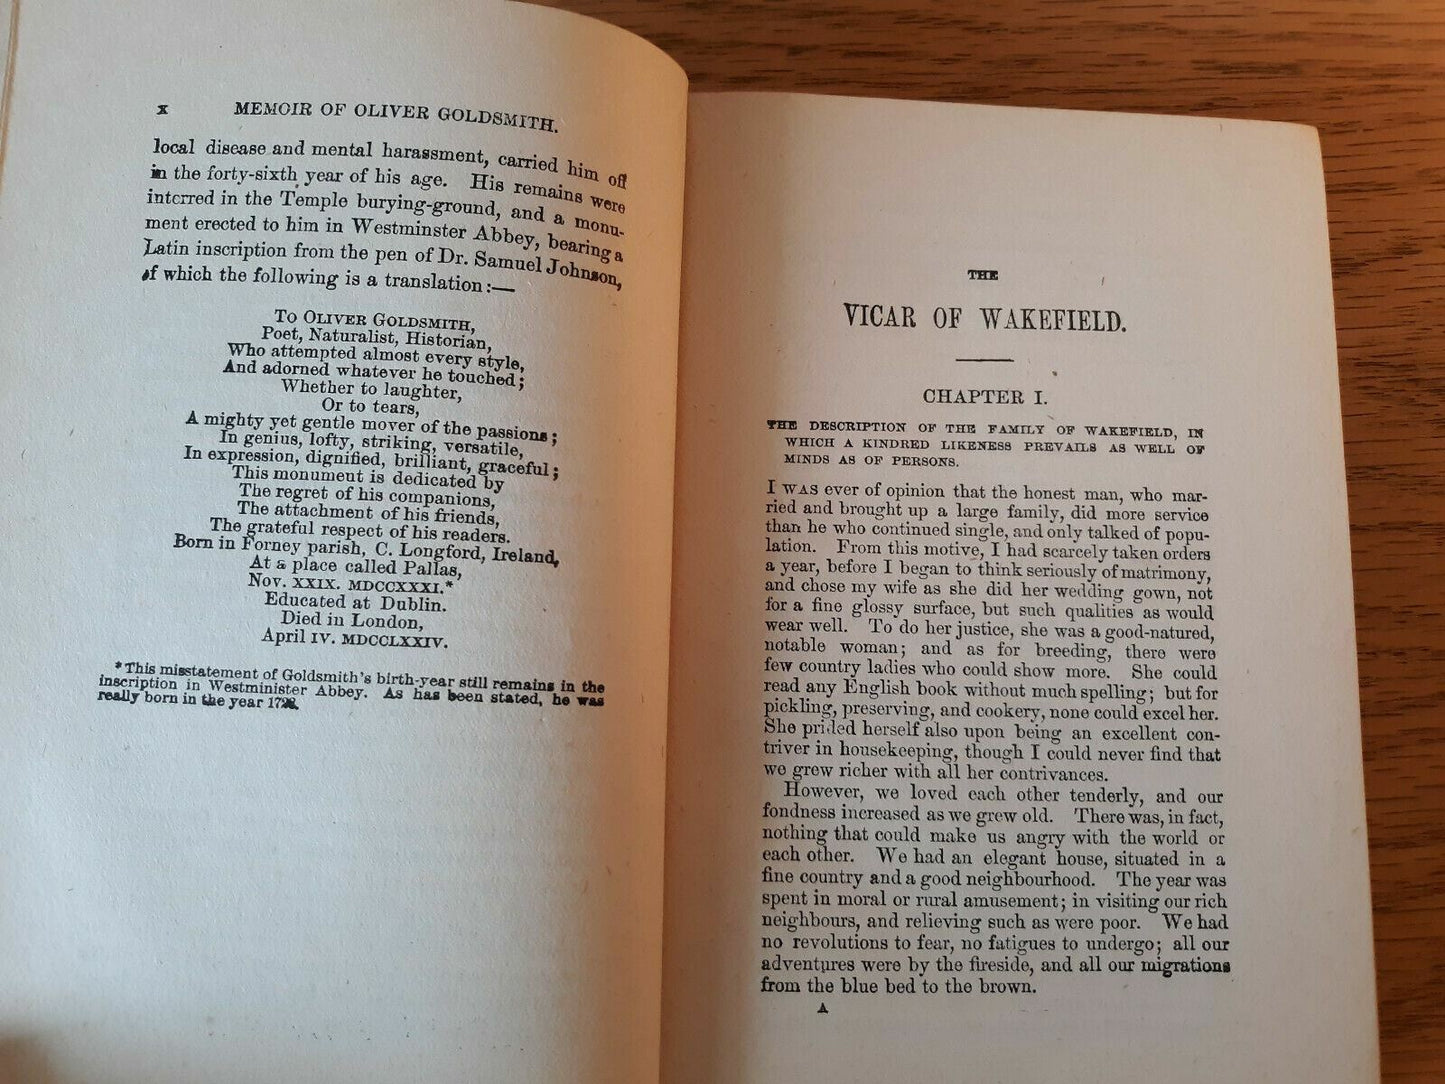 x MEMOIR OF OLIVER GOLDSMITH.
local disease and mental harassment, carried him off
in the forty-sixth year of his age. His remains were
interred in the Temple burying-ground, and a monu-
ment erected to him in Westminster Abbey, bearing a
Latin inscription from the pen of Dr. Samuel Johnson,
of which the following is a translation:—
To OLIVER GOLDSMITH,
Poet, Naturalist, Historian,
Who attempted almost every style,
And adorned whatever he touched;
Whether to laughter,
Or to tears,
A mighty yet gentle mover of the passions;
In genius, lofty, striking, versatile,
In expression, dignified, brilliant, graceful;
This monument is dedicated by
The regret of his companions,
The attachment of his friends,
The grateful respect of his readers.
Born in Forney parish, C. Longford, Ireland,
At a place called Pallas,
Nov. XXIX. MDCCXXXI.*
Educated at Dublin.
Died in London,
April IV. MDCCLXXIV.
* This misstatement of Goldsmith's birth-year still remains in the
inscription in Westminister Abbey. As has been stated, he was
really born in the year
THE
VICAR OF WAKEFIELD.
CHAPTER I.
THE DESCRIPTION OF THE FAMILY OF WAKEFIELD, IN
WHICH A KINDRED LIKENESS PREVAILS AS WELL OF
MINDS AS OF PERSONS.
I WAS ever of opinion that the honest man, who mar-
ried and brought up a large family, did more service
than he who continued single, and only talked of popu-
lation. From this motive, I had scarcely taken orders
a year, before I began to think seriously of matrimony,
and chose my wife as she did her wedding gown, not
for a fine glossy surface, but such qualities as would
wear well. To do her justice, she was a good-natured,
notable woman; and as for breeding, there were
few country ladies who could show more. She could
read any English book without much spelling; but for
pickling, preserving, and cookery, none could excel her.
She prided herself also upon being an excellent con-
triver in housekeeping, though I could never find that
we grew richer with all her contrivances.
However, we loved each other tenderly, and our
fondness increased as we grew old. There was, in fact,
nothing that could make us angry with the world or
each other. We had an elegant house, situated in a
fine country and a good neighbourhood. The year was
spent in moral or rural amusement; in visiting our rich
neighbours, and relieving such as were poor. We had
no revolutions to fear, no fatigues to undergo; all our
adventures were by the fireside, and all our migrations
from the blue bed to the brown.
A